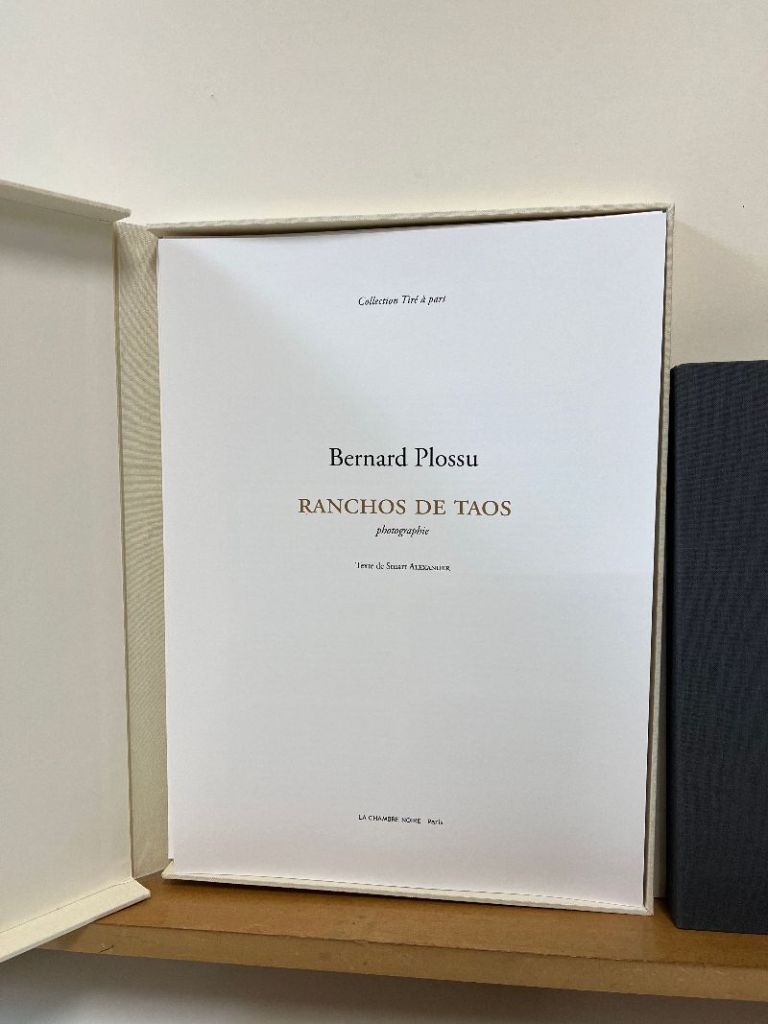 Collection Tiré à part
Bernard Plossu
RANCHOS DE TAOS
photographie
Texte de Stuart ALEXANDER
LA CHAMBRE NOIRE Paris